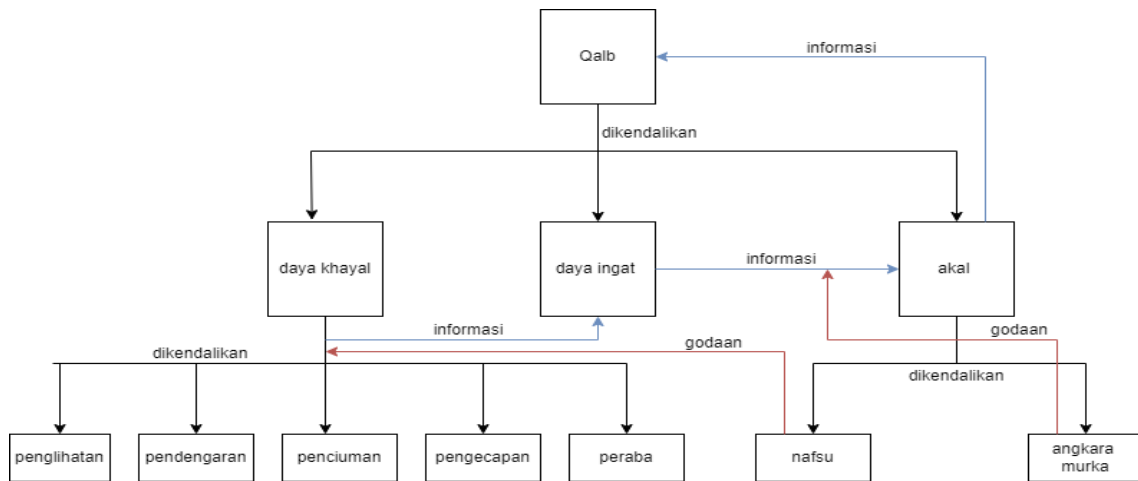 Qalb
informasi
dikendalikan
daya khayal
daya ingat
informasi
akal
informasi
godaan
godaan
dikendalikan
dikendalikan
penglihatan
pendengaran
penciuman
pengecapan
peraba
nafsu
angkara
murka